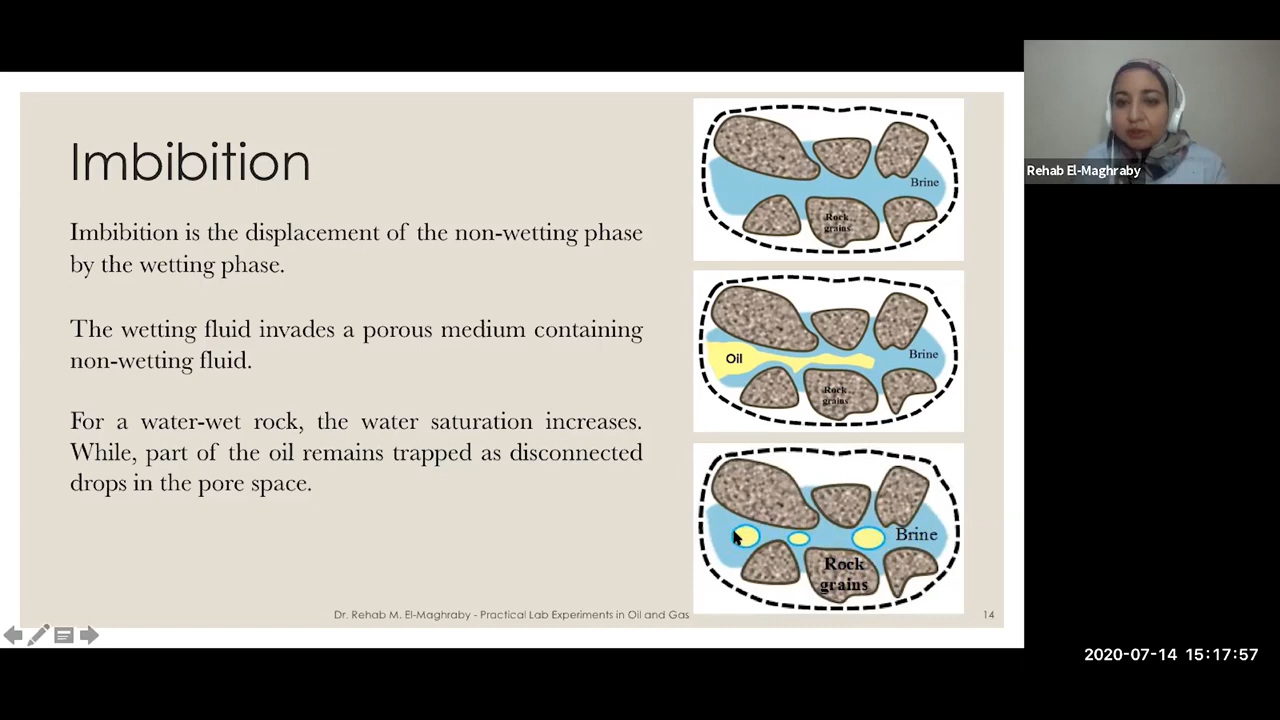 Imbibition
Imbibition is the displacement of the non-wetting phase
by the wetting phase.
The wetting fluid invades a porous medium containing
non-wetting fluid.
For a water-wet rock, the water saturation increases.
While, part of the oil remains trapped as disconnected
drops in the pore space.
Brine
Rock
grains
Oil
Brine
Rock
grains
Brine
Rock
grains
Dr. Rehab M. El-Maghraby - Practical Lab Experiments in Oil and Gas
14
Rehab El-Maghraby
2020-07-14 15:17:57